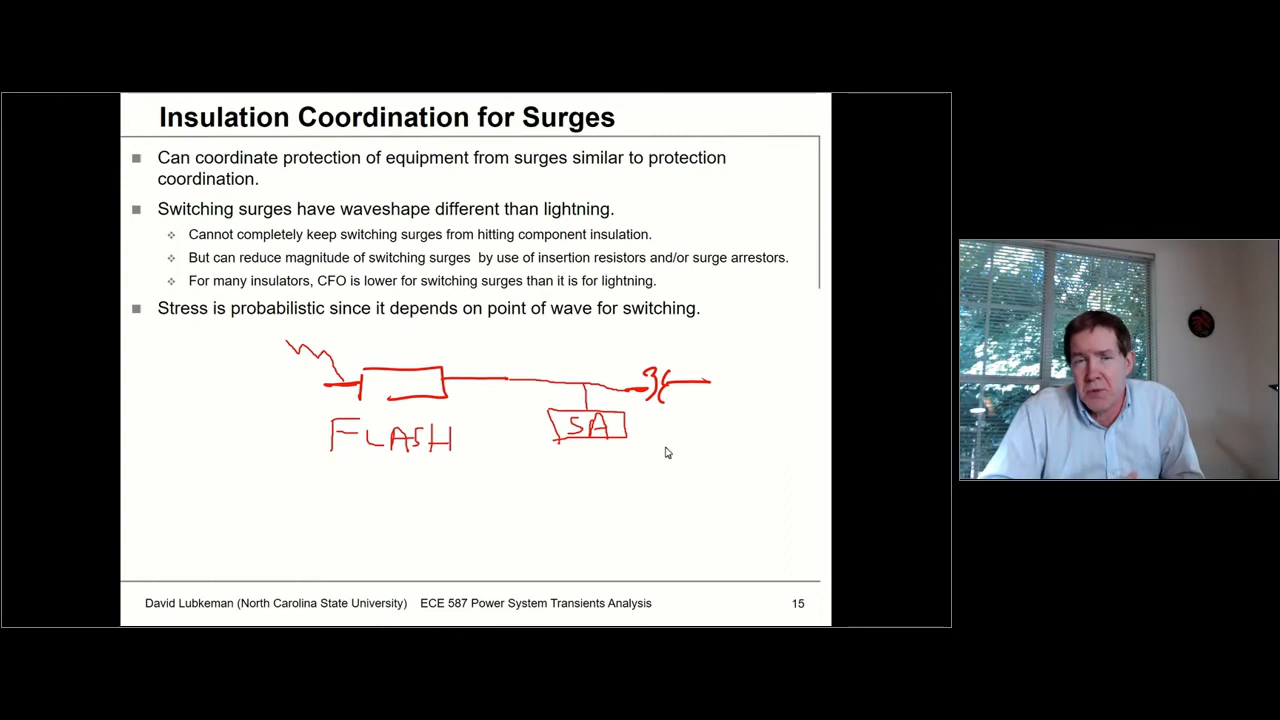 Insulation Coordination for Surges
Can coordinate protection of equipment from surges similar to protection
coordination.
Switching surges have waveshape different than lightning.
Cannot completely keep switching surges from hitting component insulation.
But can reduce magnitude of switching surges by use of insertion resistors and/or surge arrestors.
For many insulators, CFO is lower for switching surges than it is for lightning.
Stress is probabilistic since it depends on point of wave for switching.
FLASH
SA
David Lubkeman (North Carolina State University) ECE 587 Power System Transients Analysis 15